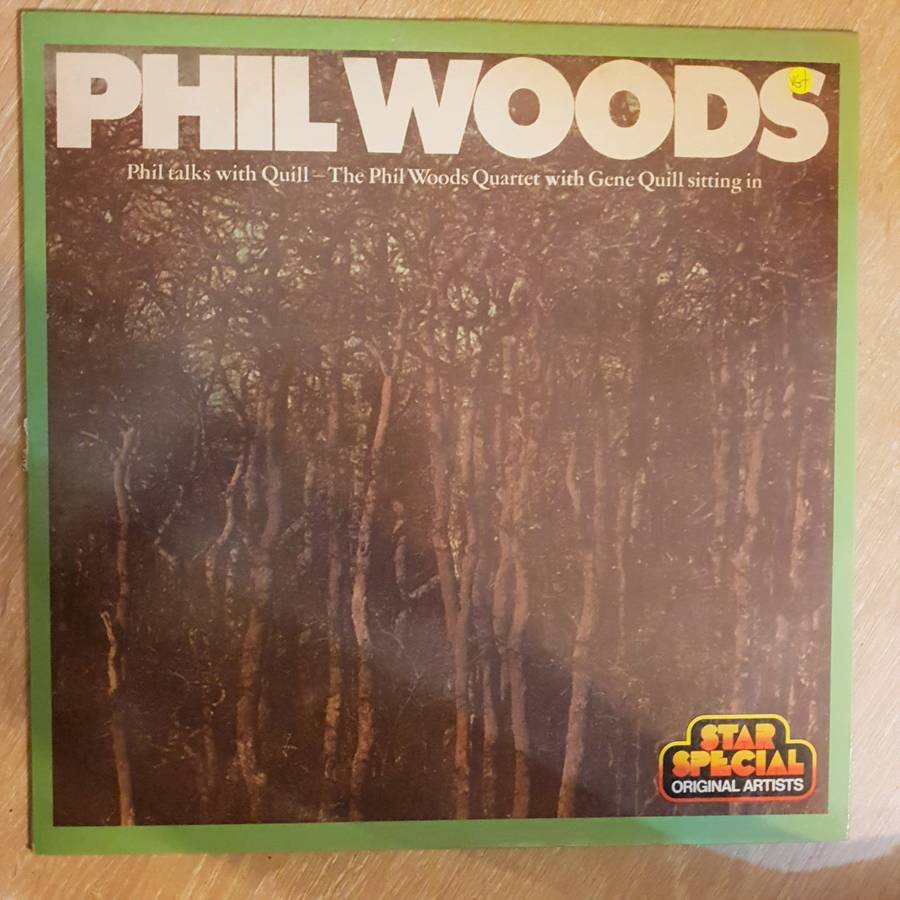 PHIL WOODS
Phil talks with Quill – The Phil Woods Quartet with Gene Quill sitting in
STAR
SPECIAL
ORIGINAL ARTISTS